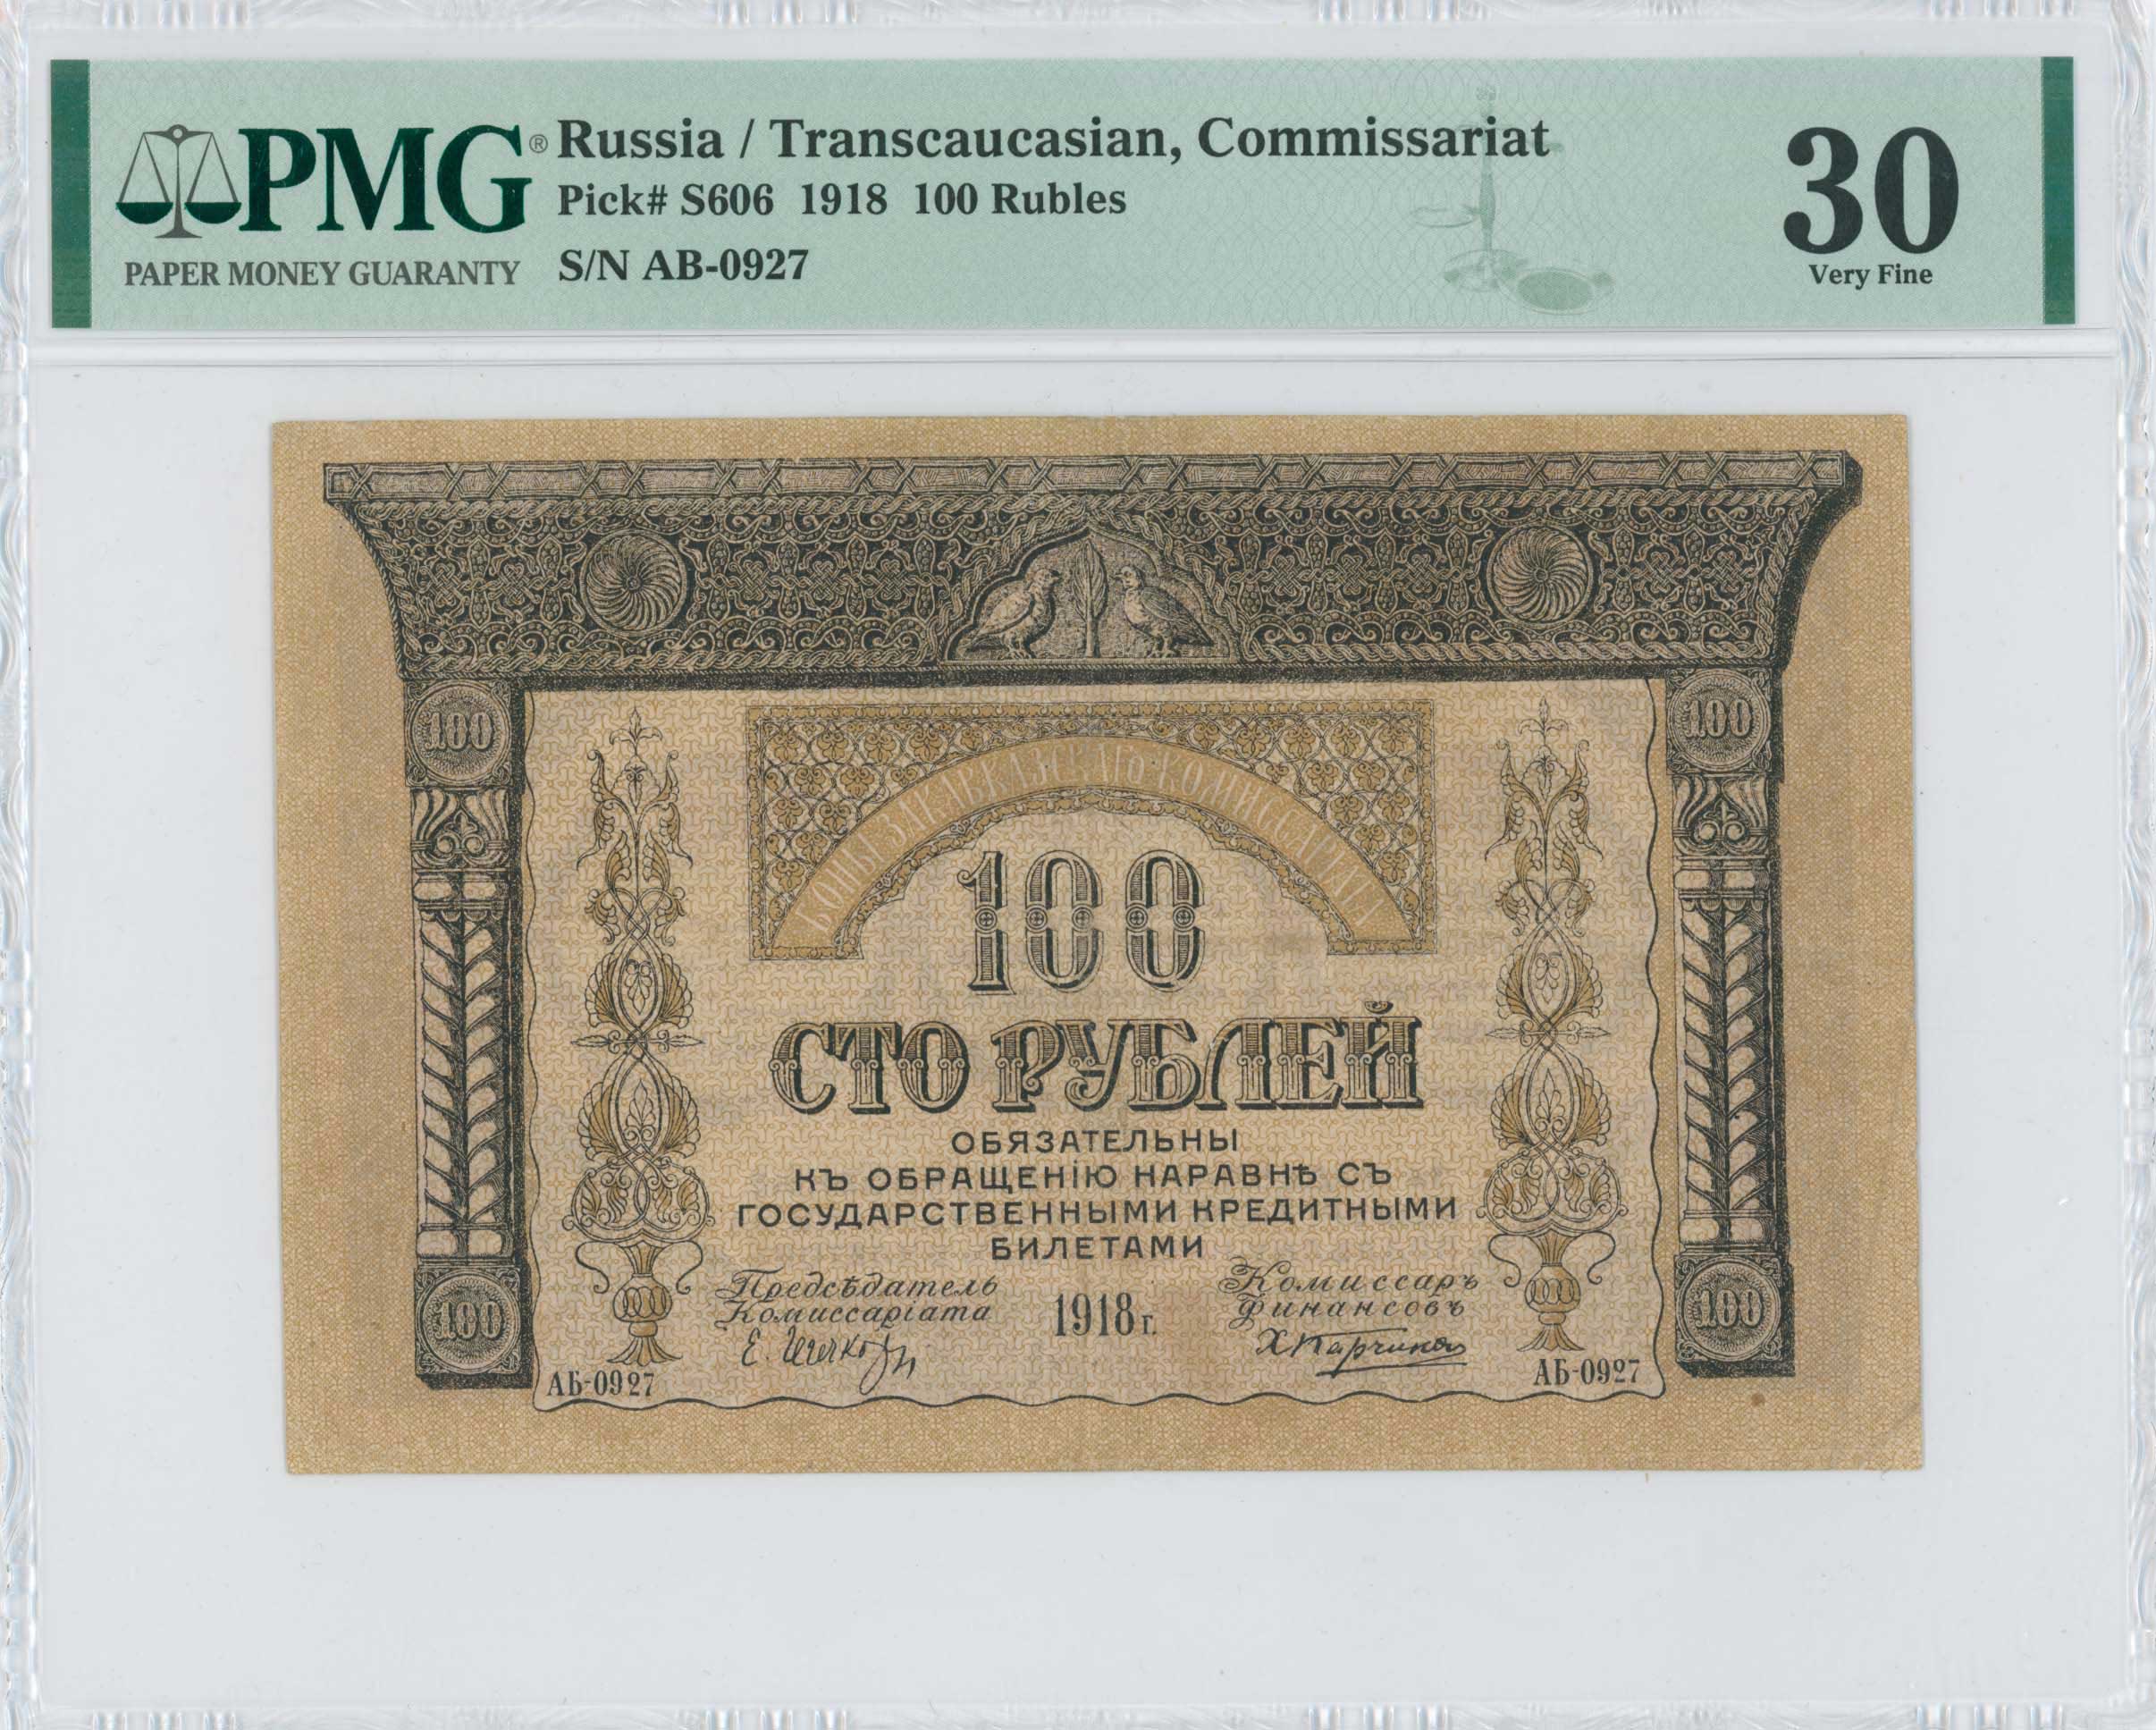 PMG® Russia / Transcaucasian, Commissariat
Pick# S606 1918 100 Rubles
PAPER MONEY GUARANTY S/N AB-0927
30
Very Fine
100
100
БОНЫ ЗАКАВКАЗСКАГО КОМИССАРІАТА
100
СТО РУБЛЕЙ
ОБЯЗАТЕЛЬНЫ
КЪ ОБРАЩЕНІЮ НАРАВНѢ СЪ
ГОСУДАРСТВЕННЫМИ КРЕДИТНЫМИ
БИЛЕТАМИ
Предсѣдатель
Комиссаріата
1918 г.
Комиссаръ
Финансовъ
100
100
АБ-0927
АБ-0927